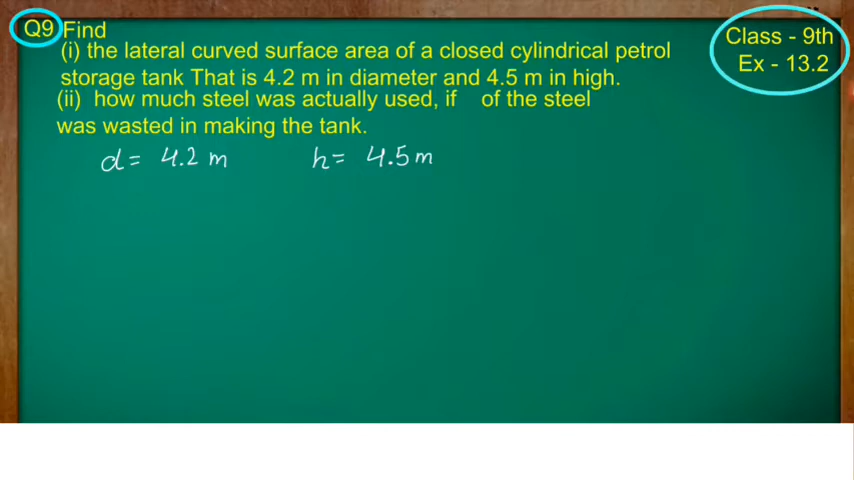 Q9 Find
(i) the lateral curved surface area of a closed cylindrical petrol
storage tank That is 4.2 m in diameter and 4.5 m in high.
(ii) how much steel was actually used, if of the steel
was wasted in making the tank.
Class - 9th
Ex - 13.2
d = 4.2 m h = 4.5 m